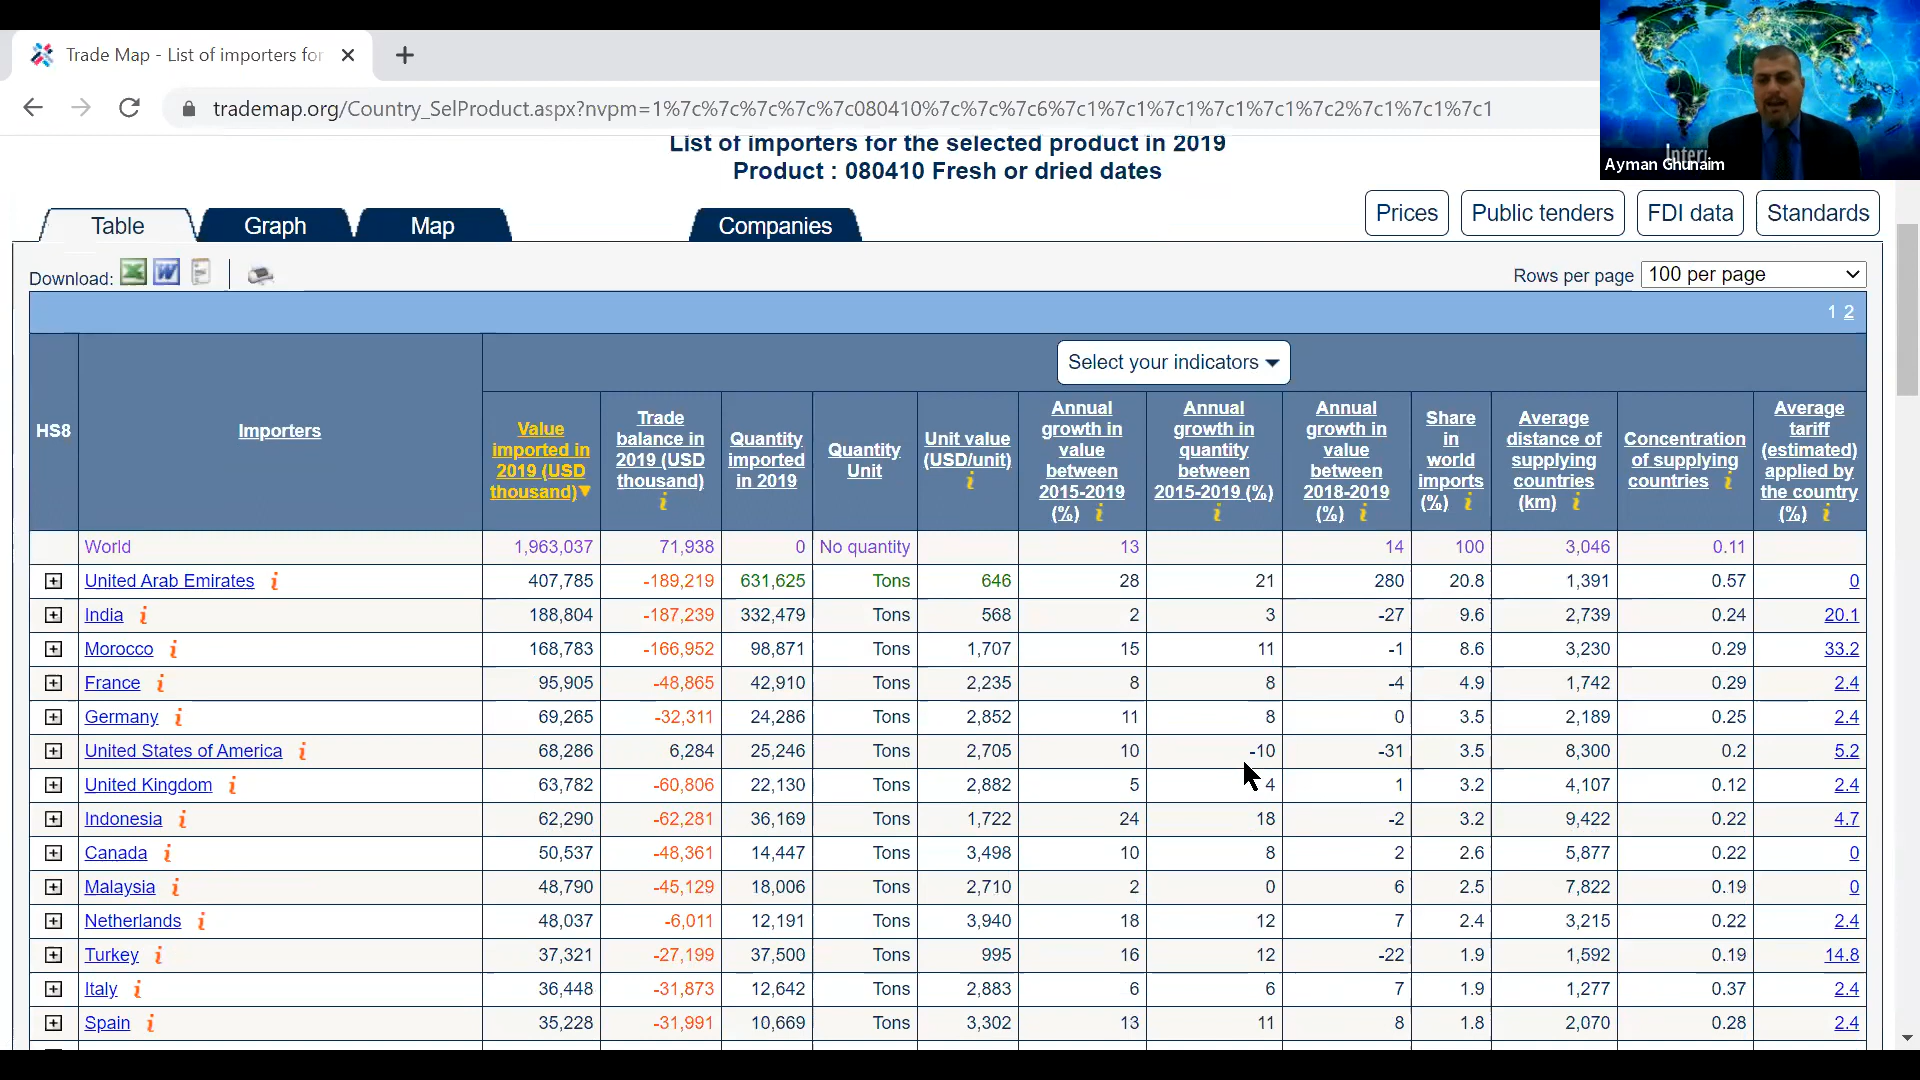 Trade Map - List of importers for
trademap.org/Country_SelProduct.aspx?nvpm=1%7c%7c%7c%7c%7c080410%7c%7c%7c6%7c1%7c1%7c1%7c1%7c1%7c2%7c1%7c1%7c1
Ayman Ghunaim
List of importers for the selected product in 2019
Product : 080410 Fresh or dried dates
Table Graph Map Companies
Prices Public tenders FDI data Standards
Download: Rows per page 100 per page
1 2
Select your indicators
HS8
Importers
Value
imported in
2019 (USD
thousand)▼
Trade
balance in
2019 (USD
thousand)
i
Quantity
imported
in 2019
Quantity
Unit
Unit value
(USD/unit)
i
Annual
growth in
value
between
2015-2019
(%) i
Annual
growth in
quantity
between
2015-2019 (%)
i
Annual
growth in
value
between
2018-2019
(%) i
Share
in
world
imports
(%) i
Average
distance of
supplying
countries
(km) i
Concentration
of supplying
countries i
Average
tariff
(estimated)
applied by
the country
(%) i
World 1,963,037 71,938 0 No quantity 13 14 100 3,046 0.11
+ United Arab Emirates i 407,785 -189,219 631,625 Tons 646 28 21 280 20.8 1,391 0.57 0
+ India i 188,804 -187,239 332,479 Tons 568 2 3 -27 9.6 2,739 0.24 20.1
+ Morocco i 168,783 -166,952 98,871 Tons 1,707 15 11 -1 8.6 3,230 0.29 33.2
+ France i 95,905 -48,865 42,910 Tons 2,235 8 8 -4 4.9 1,742 0.29 2.4
+ Germany i 69,265 -32,311 24,286 Tons 2,852 11 8 0 3.5 2,189 0.25 2.4
+ United States of America i 68,286 6,284 25,246 Tons 2,705 10 -10 -31 3.5 8,300 0.2 5.2
+ United Kingdom i 63,782 -60,806 22,130 Tons 2,882 5 4 1 3.2 4,107 0.12 2.4
+ Indonesia i 62,290 -62,281 36,169 Tons 1,722 24 18 -2 3.2 9,422 0.22 4.7
+ Canada i 50,537 -48,361 14,447 Tons 3,498 10 8 2 2.6 5,877 0.22 0
+ Malaysia i 48,790 -45,129 18,006 Tons 2,710 2 0 6 2.5 7,822 0.19 0
+ Netherlands i 48,037 -6,011 12,191 Tons 3,940 18 12 7 2.4 3,215 0.22 2.4
+ Turkey i 37,321 -27,199 37,500 Tons 995 16 12 -22 1.9 1,592 0.19 14.8
+ Italy i 36,448 -31,873 12,642 Tons 2,883 6 6 7 1.9 1,277 0.37 2.4
+ Spain i 35,228 -31,991 10,669 Tons 3,302 13 11 8 1.8 2,070 0.28 2.4